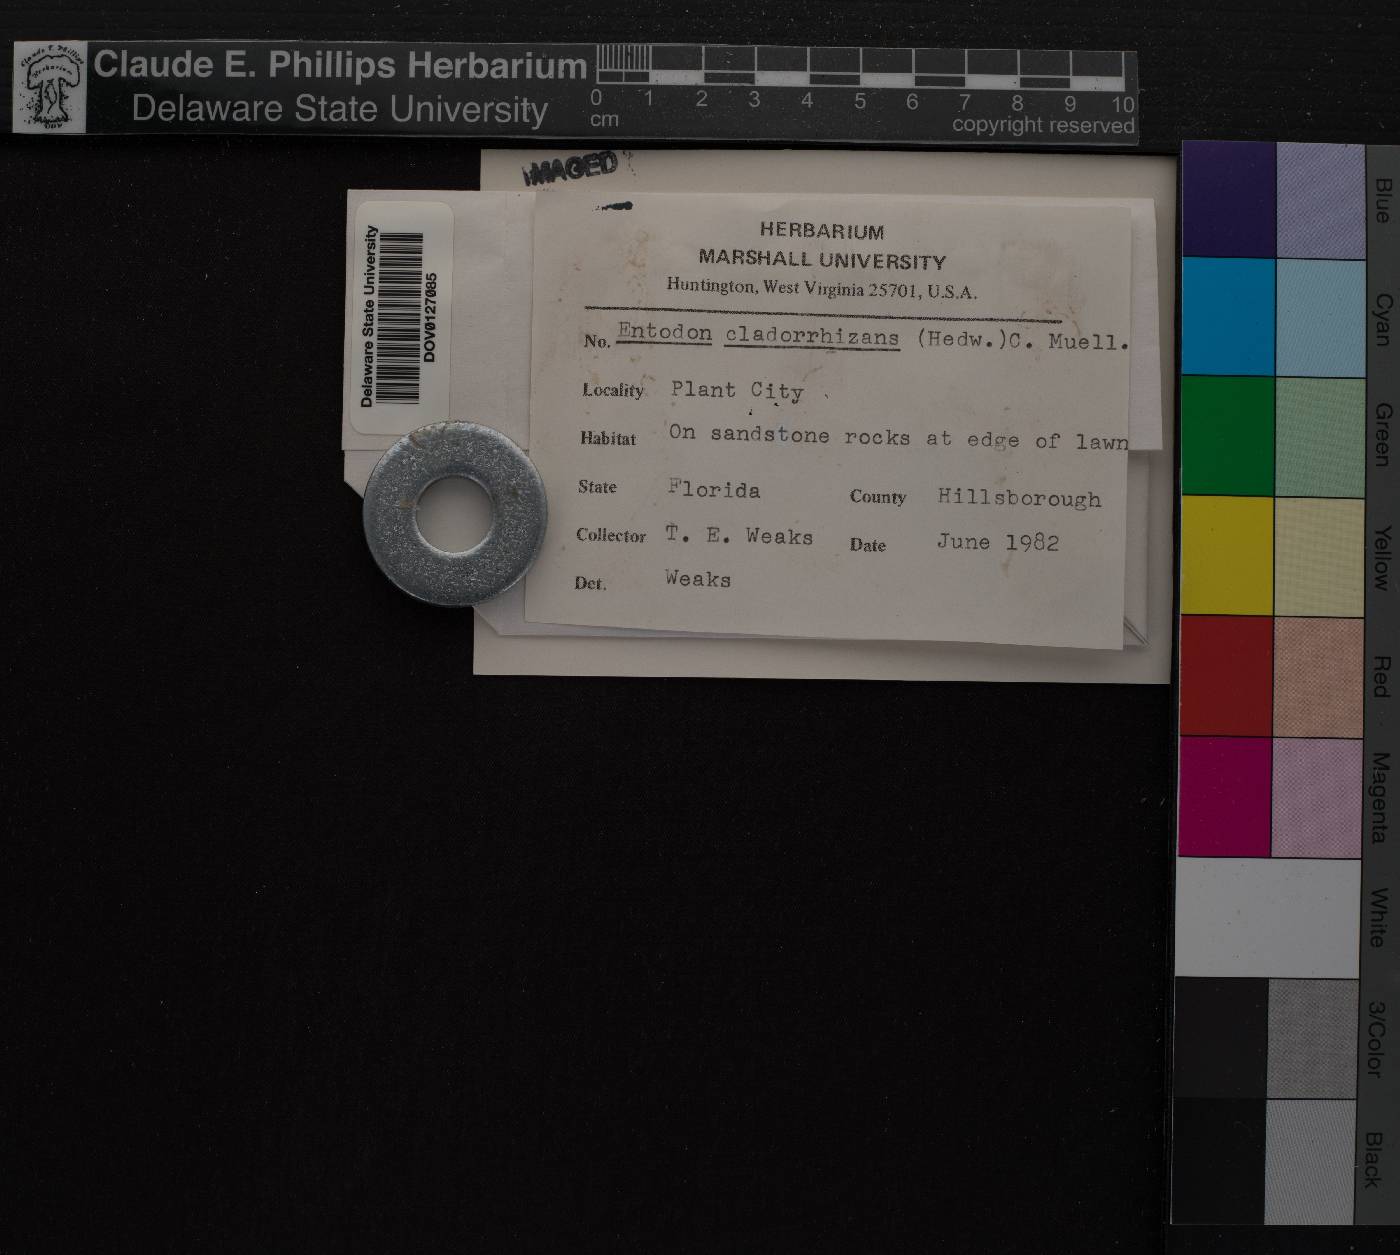 Claude E. Phillips Herbarium
Delaware State University
0 1 2 3 4 5 6 7 8 9 10
cm
copyright reserved
IMAGED
Delaware State University
DOV0127085
HERBARIUM
MARSHALL UNIVERSITY
Huntington, West Virginia 25701, U.S.A.
No. Entodon cladorrhizans (Hedw.)C. Muell.
Locality Plant City
Habitat On sandstone rocks at edge of lawn
State Florida County Hillsborough
Collector T. E. Weaks Date June 1982
Det. Weaks
Blue
Cyan
Green
Yellow
Red
Magenta
White
3/Color
Black